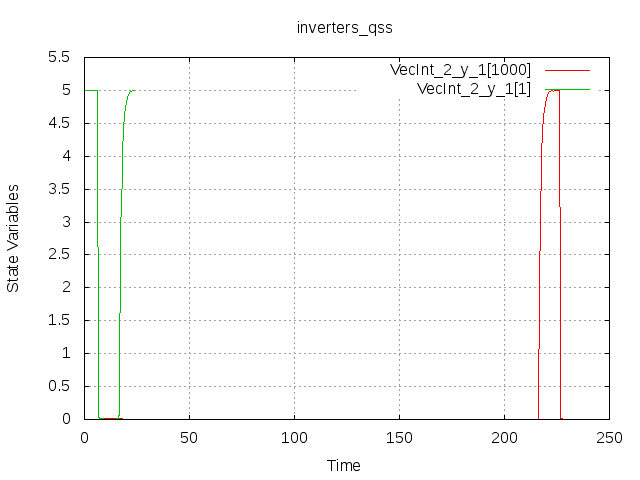 inverters_qss
5.5
5
4.5
4
3.5
3
2.5
2
1.5
1
0.5
0
State Variables
VecInt_2_y_1[1000]
VecInt_2_y_1[1]
0 50 100 150 200 250
Time